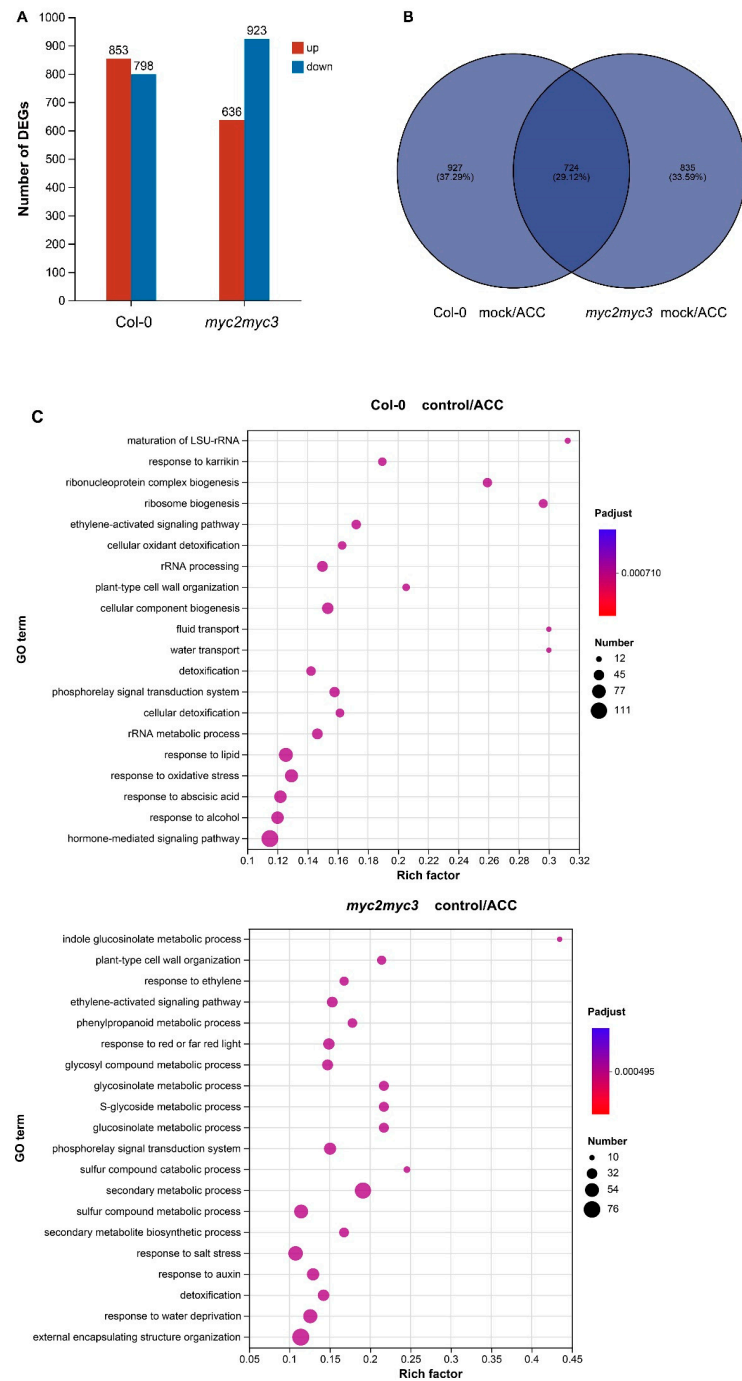 A
1000
900
800
700
600
500
400
300
200
100
0
Number of DEGs
853
798
636
923
up
down
Col-0
myc2myc3
B
927
(37.29%)
724
(29.12%)
835
(33.59%)
Col-0 mock/ACC
myc2myc3 mock/ACC
C
Col-0 control/ACC
GO term
maturation of LSU-rRNA
response to karrikin
ribonucleoprotein complex biogenesis
ribosome biogenesis
ethylene-activated signaling pathway
cellular oxidant detoxification
rRNA processing
plant-type cell wall organization
cellular component biogenesis
fluid transport
water transport
detoxification
phosphorelay signal transduction system
cellular detoxification
rRNA metabolic process
response to lipid
response to oxidative stress
response to abscisic acid
response to alcohol
hormone-mediated signaling pathway
0.1 0.12 0.14 0.16 0.18 0.2 0.22 0.24 0.26 0.28 0.3 0.32
Rich factor
Padjust
0.000710
Number
12
45
77
111
myc2myc3 control/ACC
GO term
indole glucosinolate metabolic process
plant-type cell wall organization
response to ethylene
ethylene-activated signaling pathway
phenylpropanoid metabolic process
response to red or far red light
glycosyl compound metabolic process
glycosinolate metabolic process
S-glycoside metabolic process
glucosinolate metabolic process
phosphorelay signal transduction system
sulfur compound catabolic process
secondary metabolic process
sulfur compound metabolic process
secondary metabolite biosynthetic process
response to salt stress
response to auxin
detoxification
response to water deprivation
external encapsulating structure organization
0.05 0.1 0.15 0.2 0.25 0.3 0.35 0.4 0.45
Rich factor
Padjust
0.000495
Number
10
32
54
76